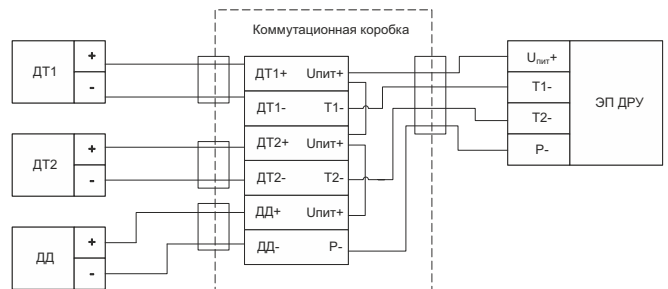 Коммутационная коробка
ДТ1
+
-
ДТ2
+
-
ДД
+
-
ДТ1+ Uпит+
ДТ1- Т1-
ДТ2+ Uпит+
ДТ2- Т2-
ДД+ Uпит+
ДД- Р-
Uпит+
Т1-
Т2-
Р-
ЭП ДРУ